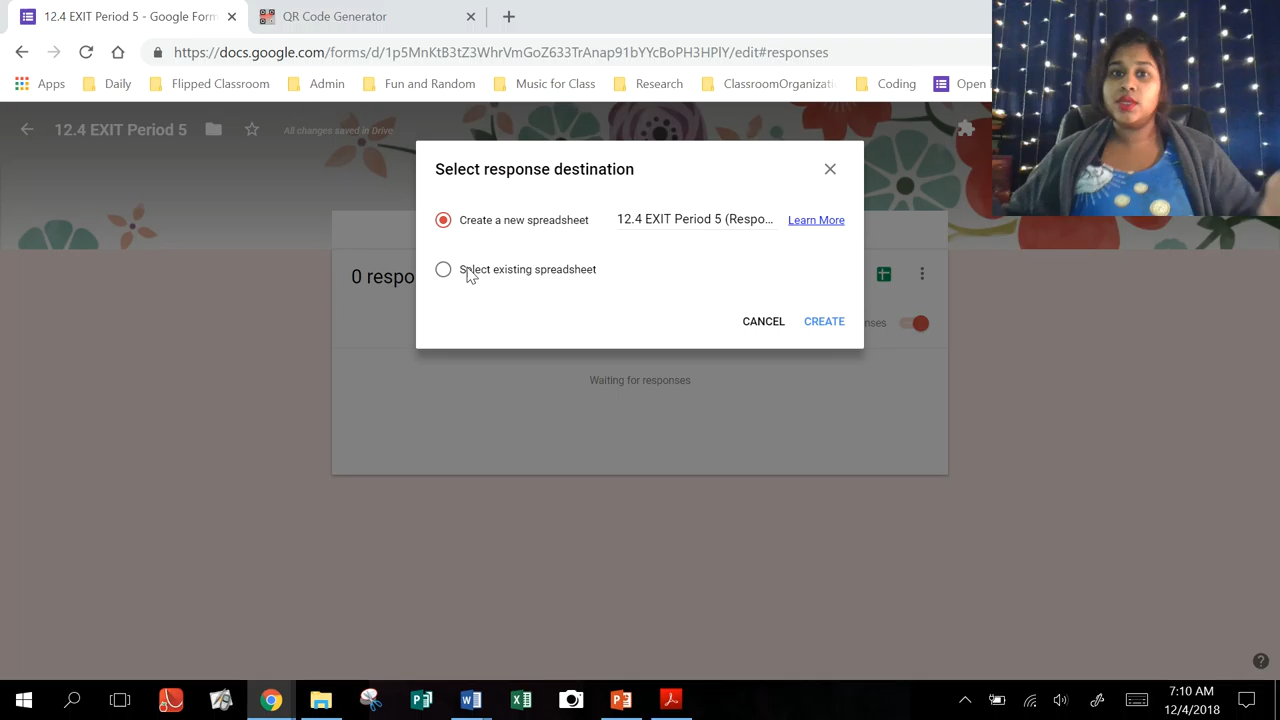 12.4 EXIT Period 5 - Google Form
QR Code Generator
https://docs.google.com/forms/d/1p5MnKtB3tZ3WhrVmGoZ633TrAnap91bYYcBoPH3HPlY/edit#responses
Apps
Daily
Flipped Classroom
Admin
Fun and Random
Music for Class
Research
ClassroomOrganizati
Coding
Open
12.4 EXIT Period 5
All changes saved in Drive
Select response destination
Create a new spreadsheet
12.4 EXIT Period 5 (Respo...
Learn More
Select existing spreadsheet
0 respo
CANCEL
CREATE
nses
Waiting for responses
7:10 AM
12/4/2018